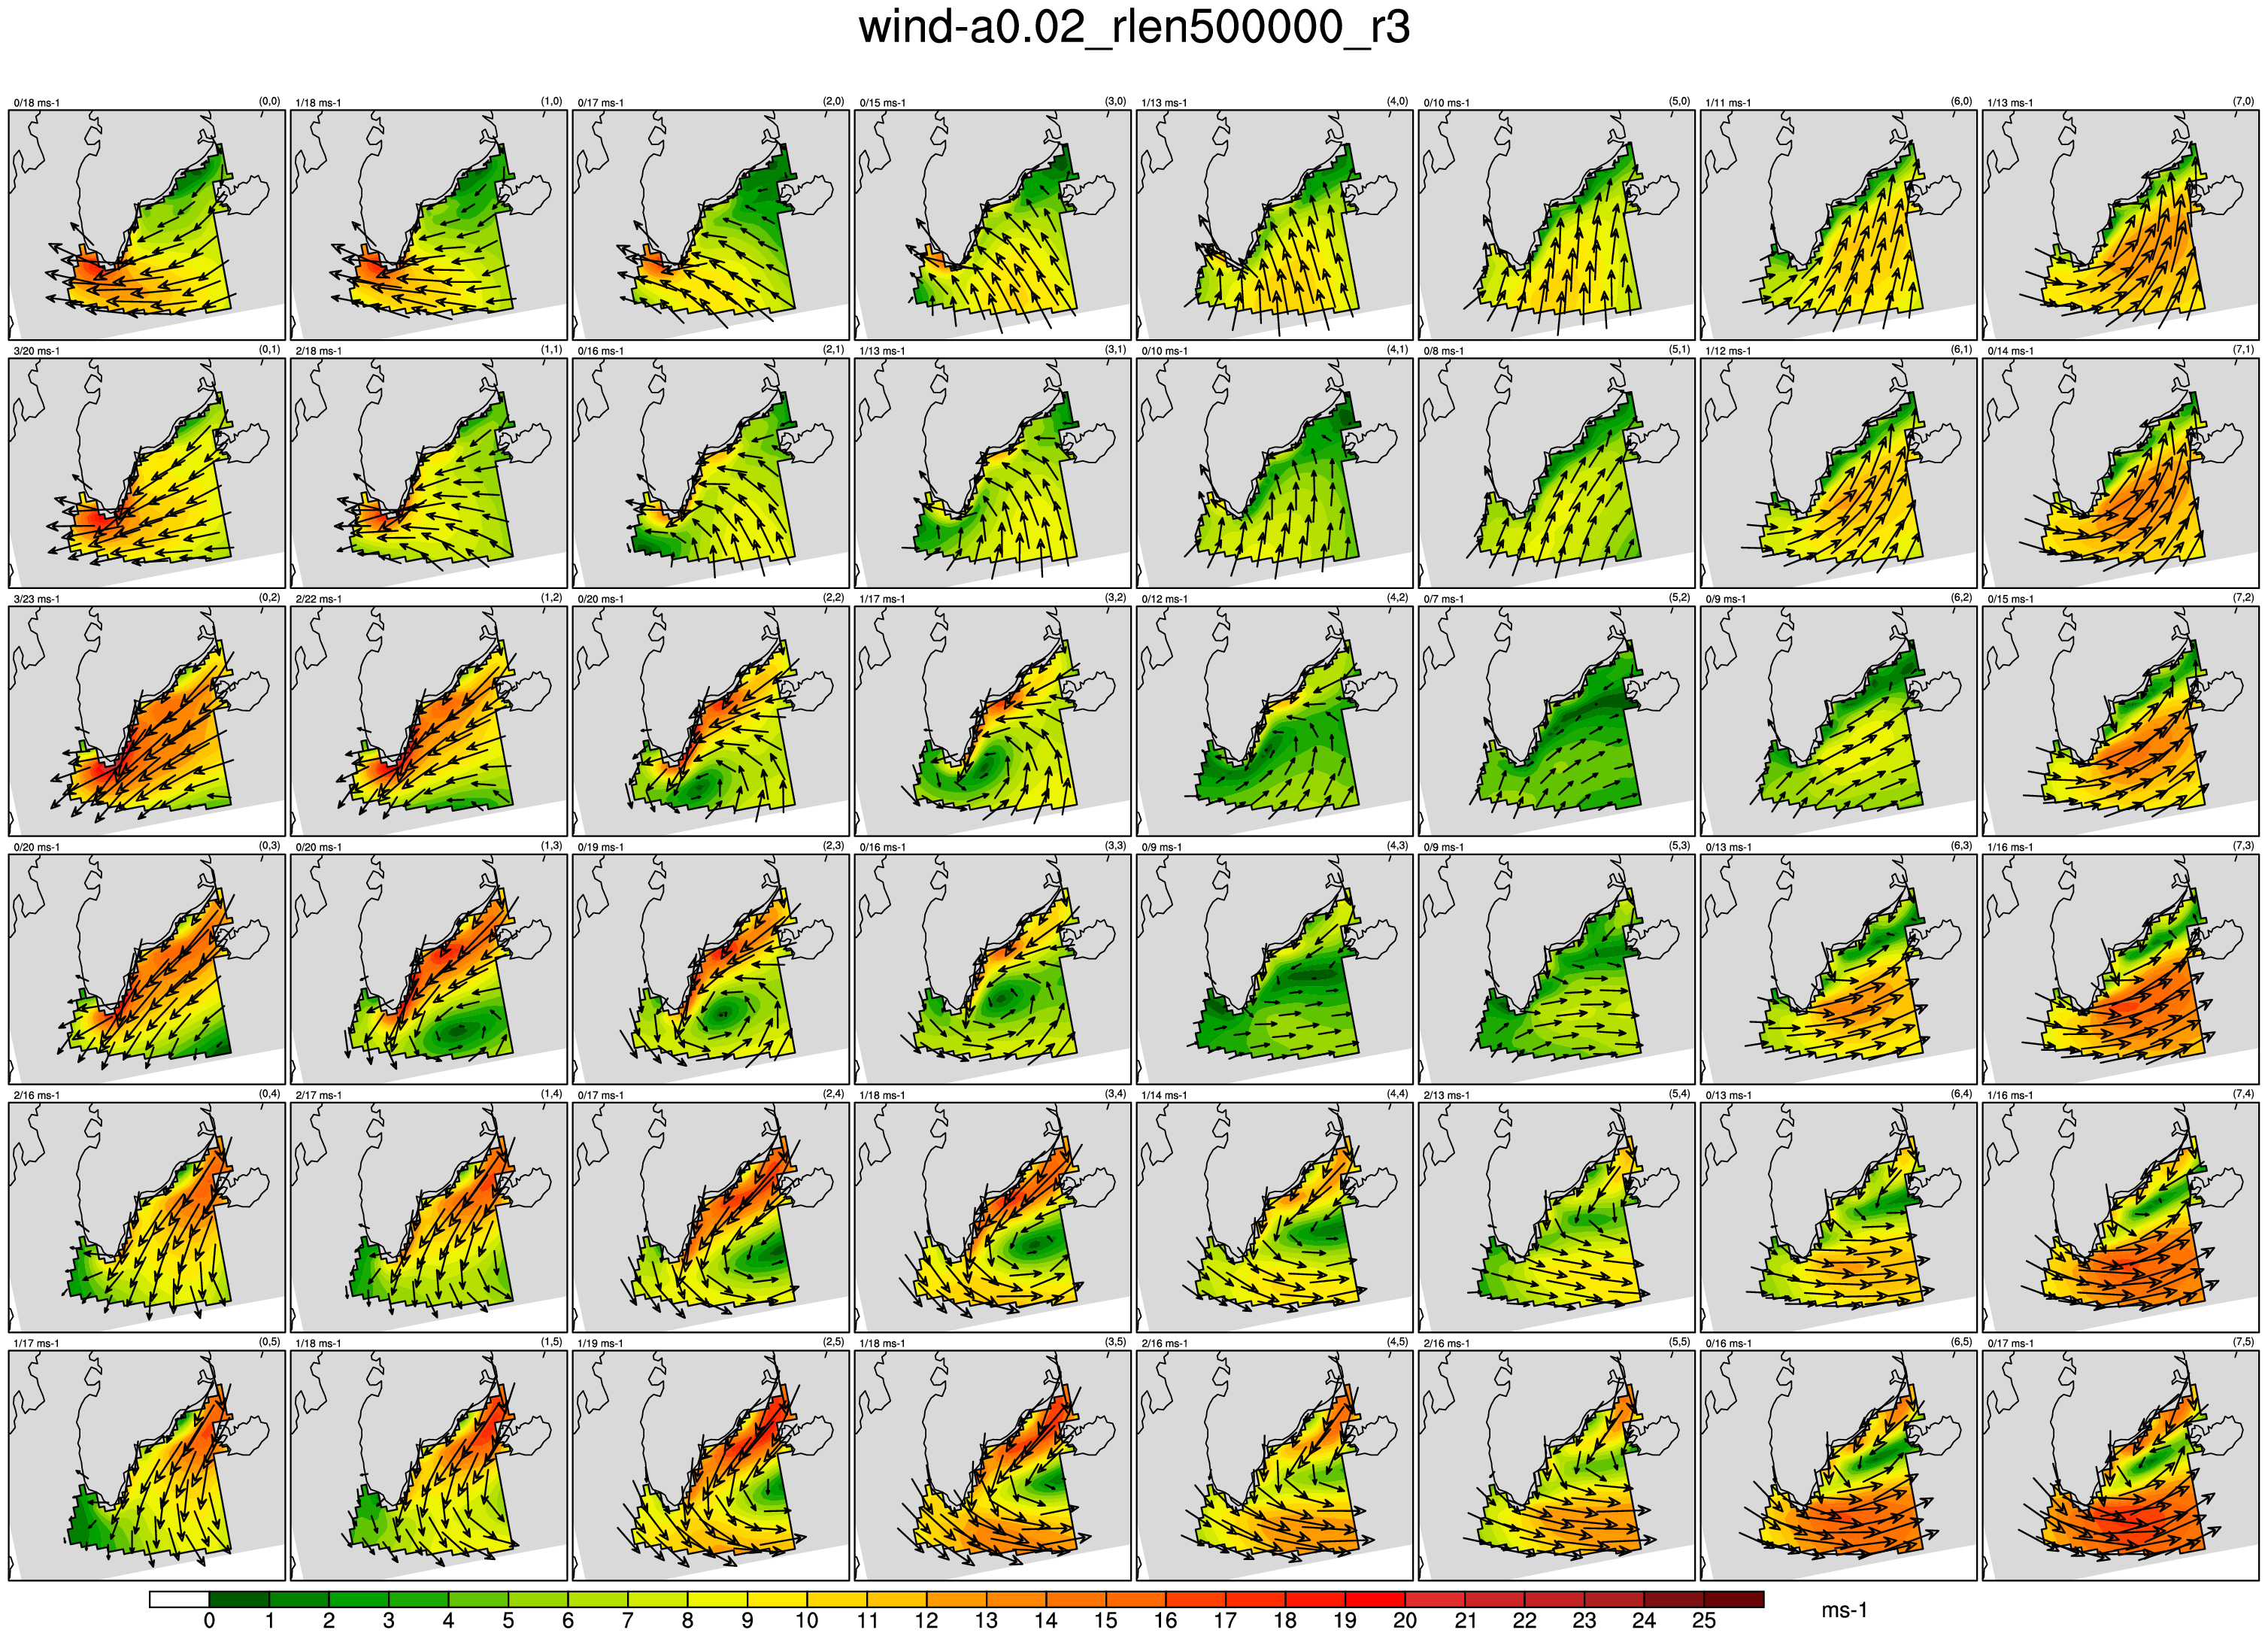 wind-a0.02_rlen500000_r3
0/18 ms-1 (0,0) 1/18 ms-1 (1,0) 0/17 ms-1 (2,0) 0/15 ms-1 (3,0) 1/13 ms-1 (4,0) 0/10 ms-1 (5,0) 1/11 ms-1 (6,0) 1/13 ms-1 (7,0)
3/20 ms-1 (0,1) 2/18 ms-1 (1,1) 0/16 ms-1 (2,1) 1/13 ms-1 (3,1) 0/10 ms-1 (4,1) 0/8 ms-1 (5,1) 1/12 ms-1 (6,1) 0/14 ms-1 (7,1)
3/23 ms-1 (0,2) 2/22 ms-1 (1,2) 0/20 ms-1 (2,2) 1/17 ms-1 (3,2) 0/12 ms-1 (4,2) 0/7 ms-1 (5,2) 0/9 ms-1 (6,2) 0/15 ms-1 (7,2)
0/20 ms-1 (0,3) 0/20 ms-1 (1,3) 0/19 ms-1 (2,3) 0/16 ms-1 (3,3) 0/9 ms-1 (4,3) 0/9 ms-1 (5,3) 0/13 ms-1 (6,3) 1/16 ms-1 (7,3)
2/16 ms-1 (0,4) 2/17 ms-1 (1,4) 0/17 ms-1 (2,4) 1/18 ms-1 (3,4) 1/14 ms-1 (4,4) 2/13 ms-1 (5,4) 0/13 ms-1 (6,4) 1/16 ms-1 (7,4)
1/17 ms-1 (0,5) 1/18 ms-1 (1,5) 1/19 ms-1 (2,5) 1/18 ms-1 (3,5) 2/16 ms-1 (4,5) 2/16 ms-1 (5,5) 0/16 ms-1 (6,5) 0/17 ms-1 (7,5)
0 1 2 3 4 5 6 7 8 9 10 11 12 13 14 15 16 17 18 19 20 21 22 23 24 25 ms-1